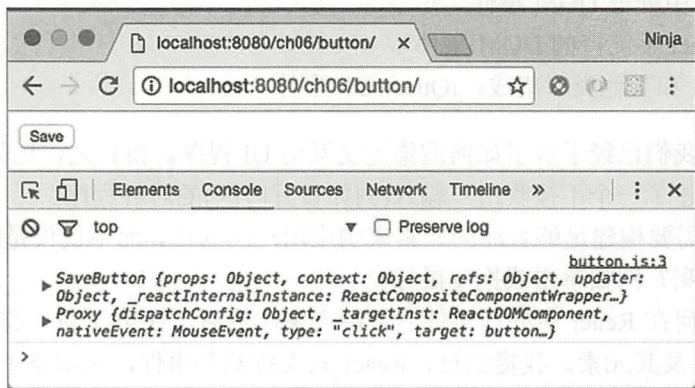 localhost:8080/ch06/button/ ×
Ninja
localhost:8080/ch06/button/
Save
Elements Console Sources Network Timeline » ⋮ ×
top ▼ Preserve log
button.js:3
▶ SaveButton {props: Object, context: Object, refs: Object, updater:
Object, _reactInternalInstance: ReactCompositeComponentWrapper…}
▶ Proxy {dispatchConfig: Object, _targetInst: ReactDOMComponent,
nativeEvent: MouseEvent, type: "click", target: button…}
>